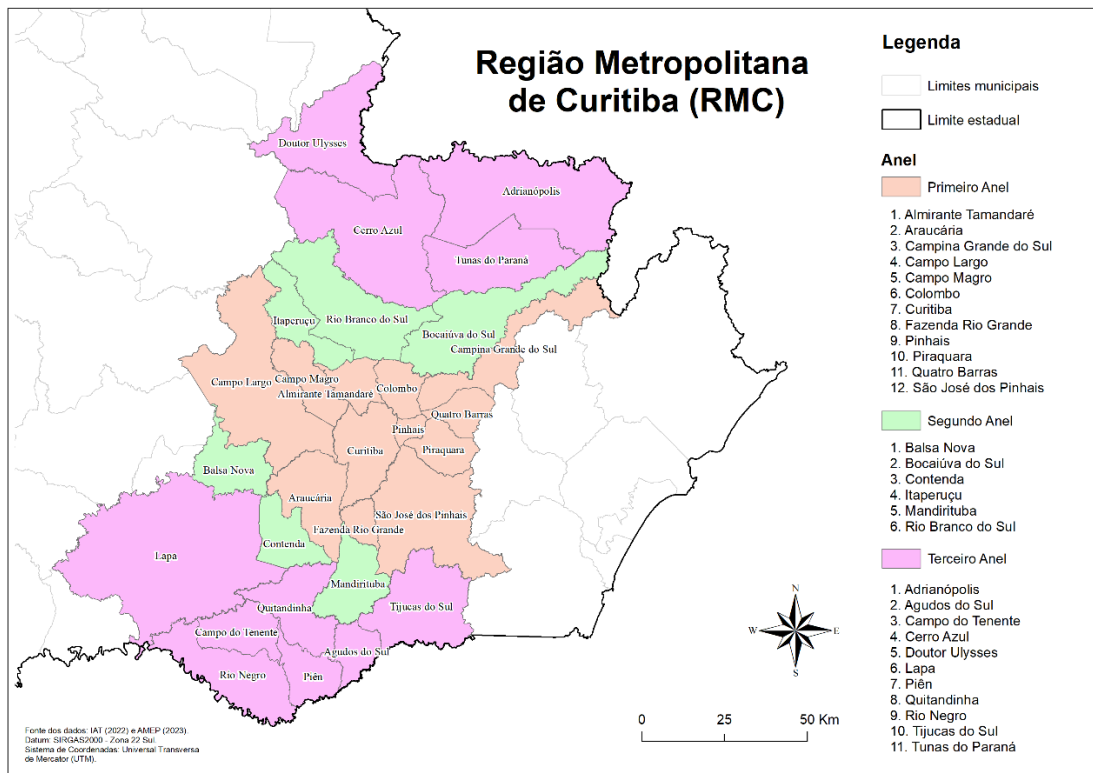 Região Metropolitana
de Curitiba (RMC)
Doutor Ulysses
Adrianópolis
Cerro Azul
Tunas do Paraná
Itaperuçu
Rio Branco do Sul
Bocaiúva do Sul
Campina Grande do Sul
Campo Largo
Campo Magro
Almirante Tamandaré
Colombo
Quatro Barras
Pinhais
Curitiba
Piraquara
Balsa Nova
Araucária
São José dos Pinhais
Fazenda Rio Grande
Contenda
Lapa
Mandirituba
Quitandinha
Tijucas do Sul
Campo do Tenente
Agudos do Sul
Rio Negro
Piên
Legenda
Limites municipais
Limite estadual
Anel
Primeiro Anel
1. Almirante Tamandaré
2. Araucária
3. Campina Grande do Sul
4. Campo Largo
5. Campo Magro
6. Colombo
7. Curitiba
8. Fazenda Rio Grande
9. Pinhais
10. Piraquara
11. Quatro Barras
12. São José dos Pinhais
Segundo Anel
1. Balsa Nova
2. Bocaiúva do Sul
3. Contenda
4. Itaperuçu
5. Mandirituba
6. Rio Branco do Sul
Terceiro Anel
1. Adrianópolis
2. Agudos do Sul
3. Campo do Tenente
4. Cerro Azul
5. Doutor Ulysses
6. Lapa
7. Piên
8. Quitandinha
9. Rio Negro
10. Tijucas do Sul
11. Tunas do Paraná
N
W
E
S
0 25 50 Km
Fonte dos dados: IAT (2022) e AMEP (2023).
Datum: SIRGAS2000 - Zona 22 Sul.
Sistema de Coordenadas: Universal Transversa
de Mercator (UTM).